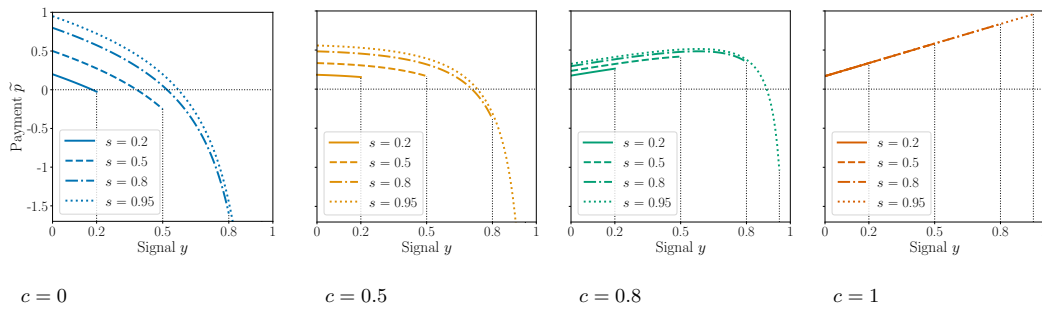 Payment p̃
1
0.5
0
-0.5
-1
-1.5
s = 0.2
s = 0.5
s = 0.8
s = 0.95
0 0.2 0.5 0.8 1
Signal y
c = 0
s = 0.2
s = 0.5
s = 0.8
s = 0.95
0 0.2 0.5 0.8 1
Signal y
c = 0.5
s = 0.2
s = 0.5
s = 0.8
s = 0.95
0 0.2 0.5 0.8 1
Signal y
c = 0.8
s = 0.2
s = 0.5
s = 0.8
s = 0.95
0 0.2 0.5 0.8 1
Signal y
c = 1